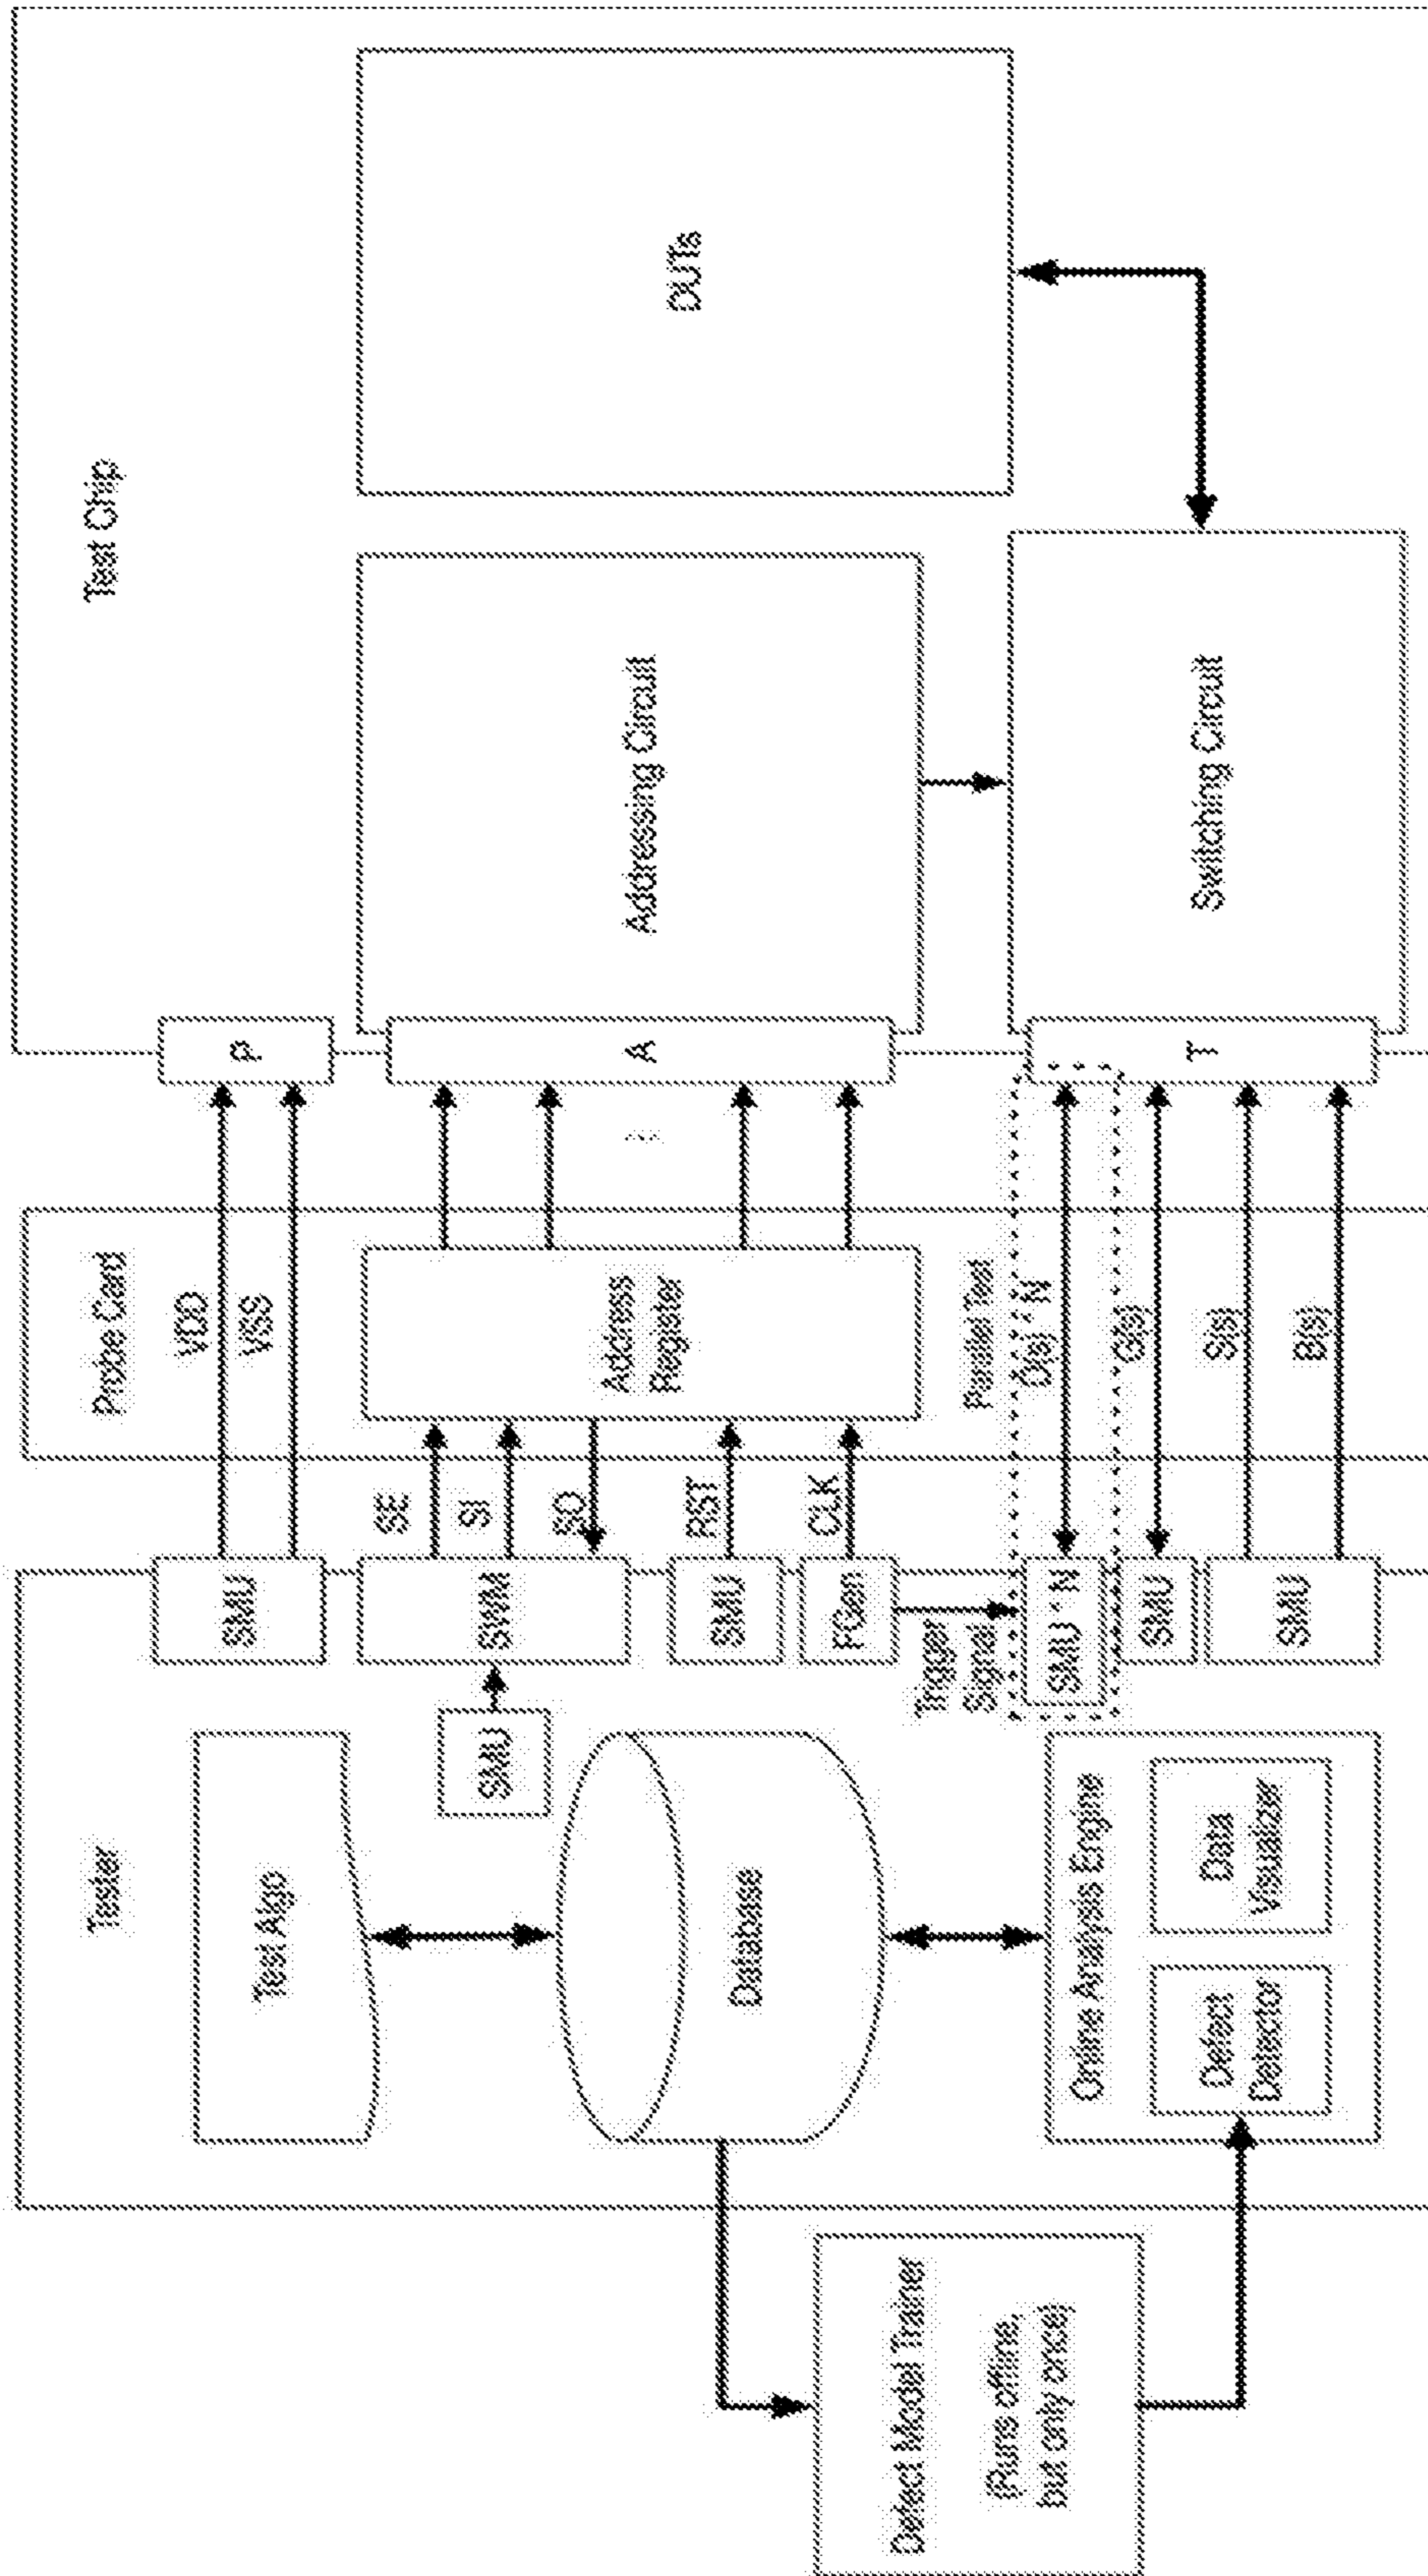 Defect Model Trainer
(Runs offline,
but only once)
Tester
Test Algo
Database
Online Analysis Engine
Defect
Detector
Data
Visualizer
SMU
SMU
SWM
SMU
FGen
Trigger
Signal
SMU * N
SMU
SMU
SE
SI
SO
RST
CLK
Probe Card
VDD
VSS
Address
Register
Parallel Test
D[s] * N
G[s]
S[s]
B[s]
P
A
...
T
Test Chip
Addressing Circuit
Switching Circuit
DUTs